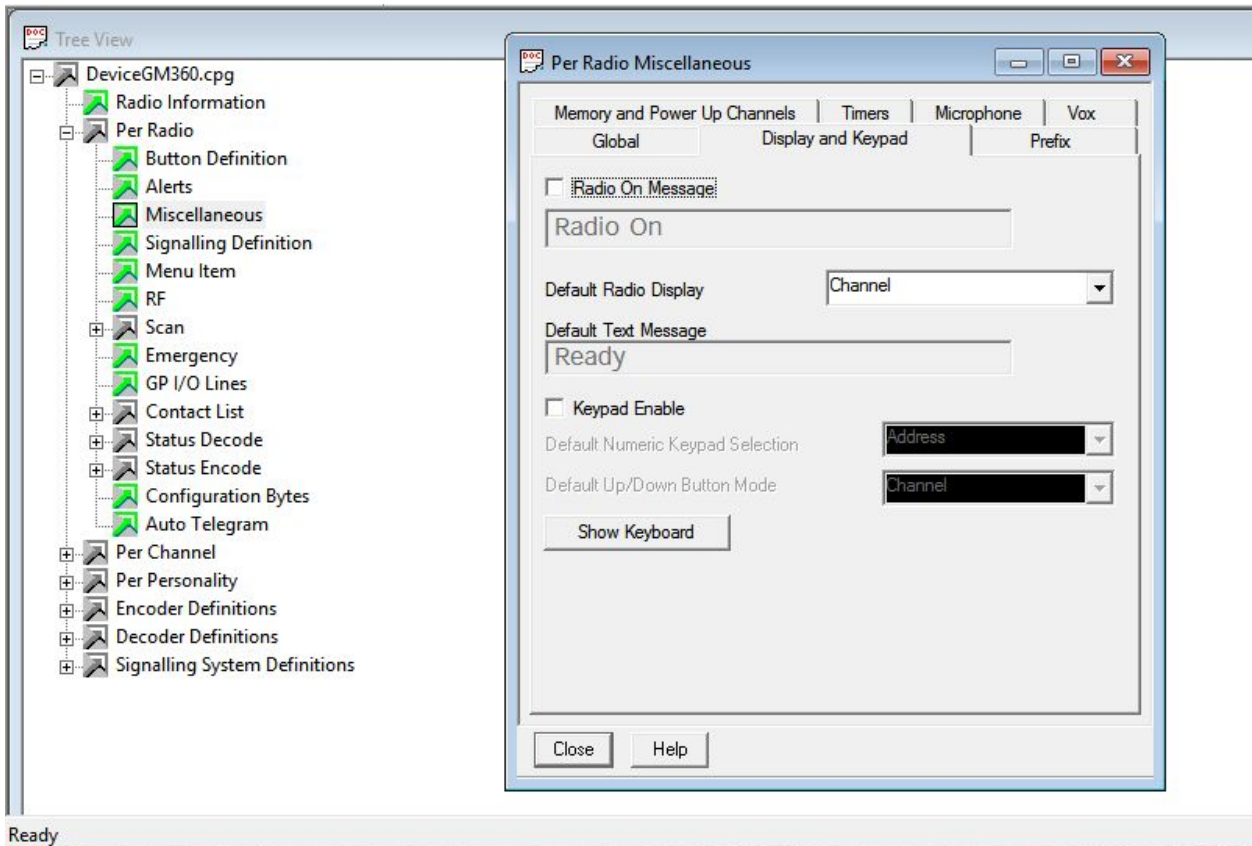 Tree View
DeviceGM360.cpg
Radio Information
Per Radio
Button Definition
Alerts
Miscellaneous
Signalling Definition
Menu Item
RF
Scan
Emergency
GP I/O Lines
Contact List
Status Decode
Status Encode
Configuration Bytes
Auto Telegram
Per Channel
Per Personality
Encoder Definitions
Decoder Definitions
Signalling System Definitions
Per Radio Miscellaneous
Memory and Power Up Channels Timers Microphone Vox
Global Display and Keypad Prefix
Radio On Message
Radio On
Default Radio Display Channel
Default Text Message
Ready
Keypad Enable
Default Numeric Keypad Selection Address
Default Up/Down Button Mode Channel
Show Keyboard
Close Help
Ready